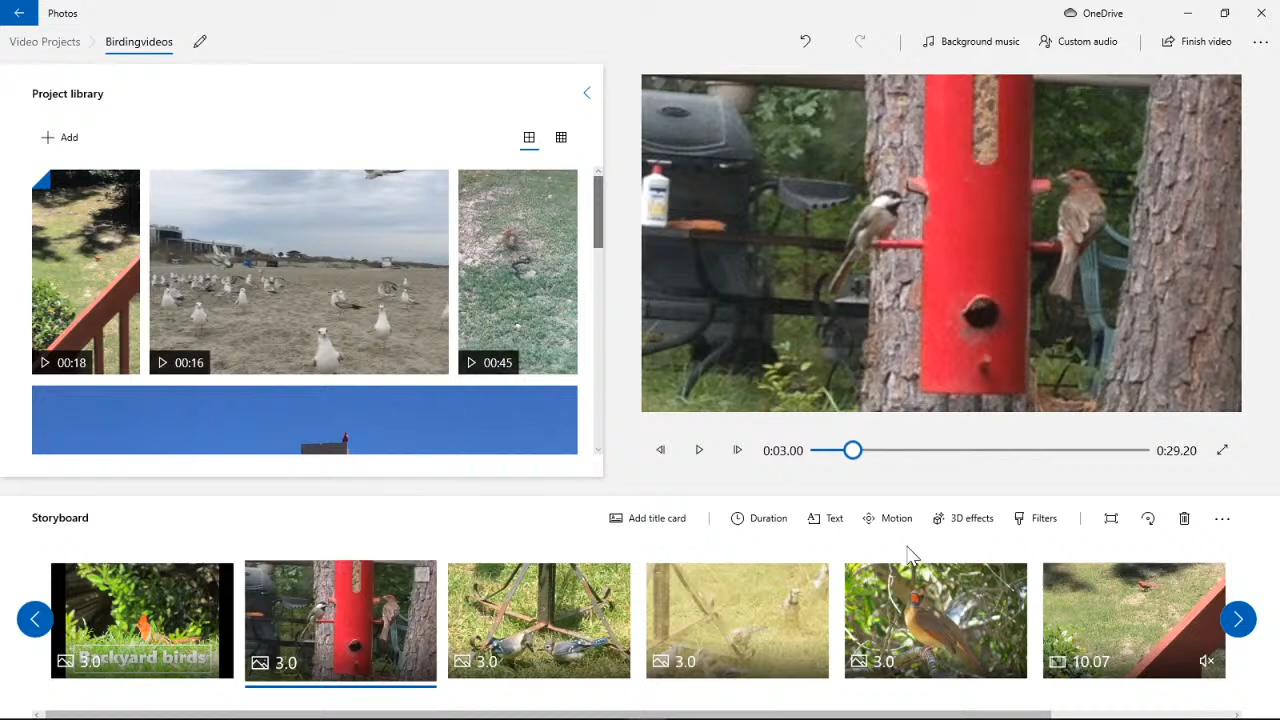 Photos
OneDrive
Video Projects
Birdingvideos
Background music
Custom audio
Finish video
Project library
Add
00:18
00:16
00:45
0:03.00
0:29.20
Storyboard
Add title card
Duration
Text
Motion
3D effects
Filters
Backyard birds
3.0
3.0
3.0
3.0
3.0
10.07